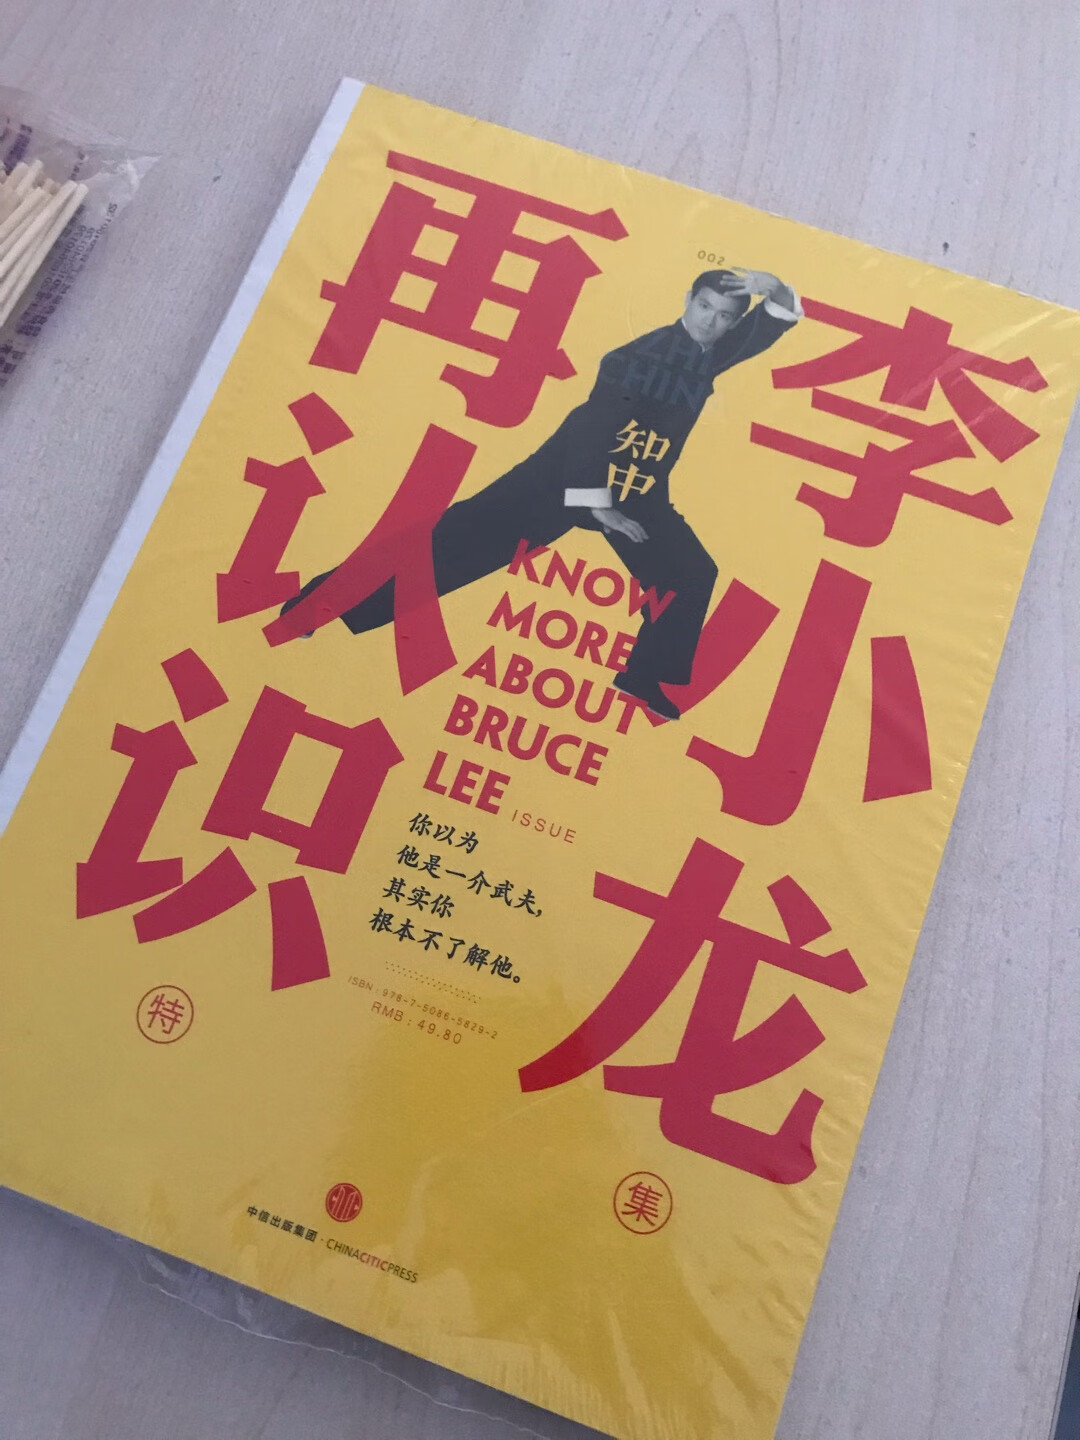 002
再认识
李小龙
知中
ZHI
CHINA
KNOW
MORE
ABOUT
BRUCE
LEE ISSUE
你以为
他是一介武夫，
其实你
根本不了解他。
ISBN：978-7-5086-5829-2
RMB：49.80
特
集
中信出版集团·CHINACITICPRESS